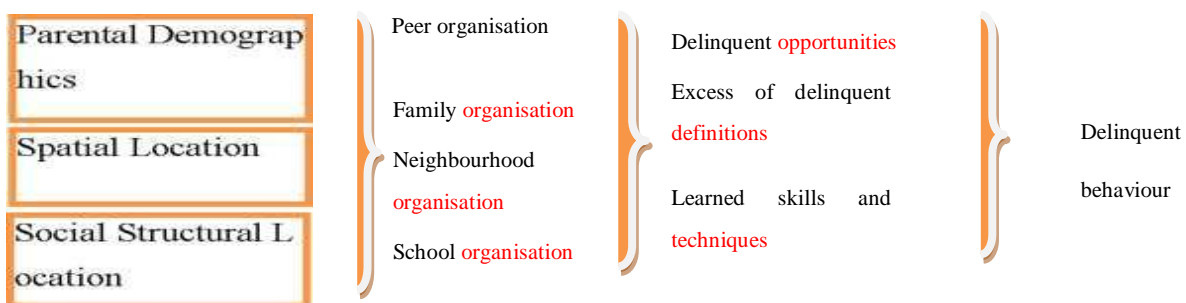 Parental Demograp
hics
Spatial Location
Social Structural L
ocation
Peer organisation
Family organisation
Neighbourhood
organisation
School organisation
Delinquent opportunities
Excess of delinquent
definitions
Learned skills and
techniques
Delinquent
behaviour